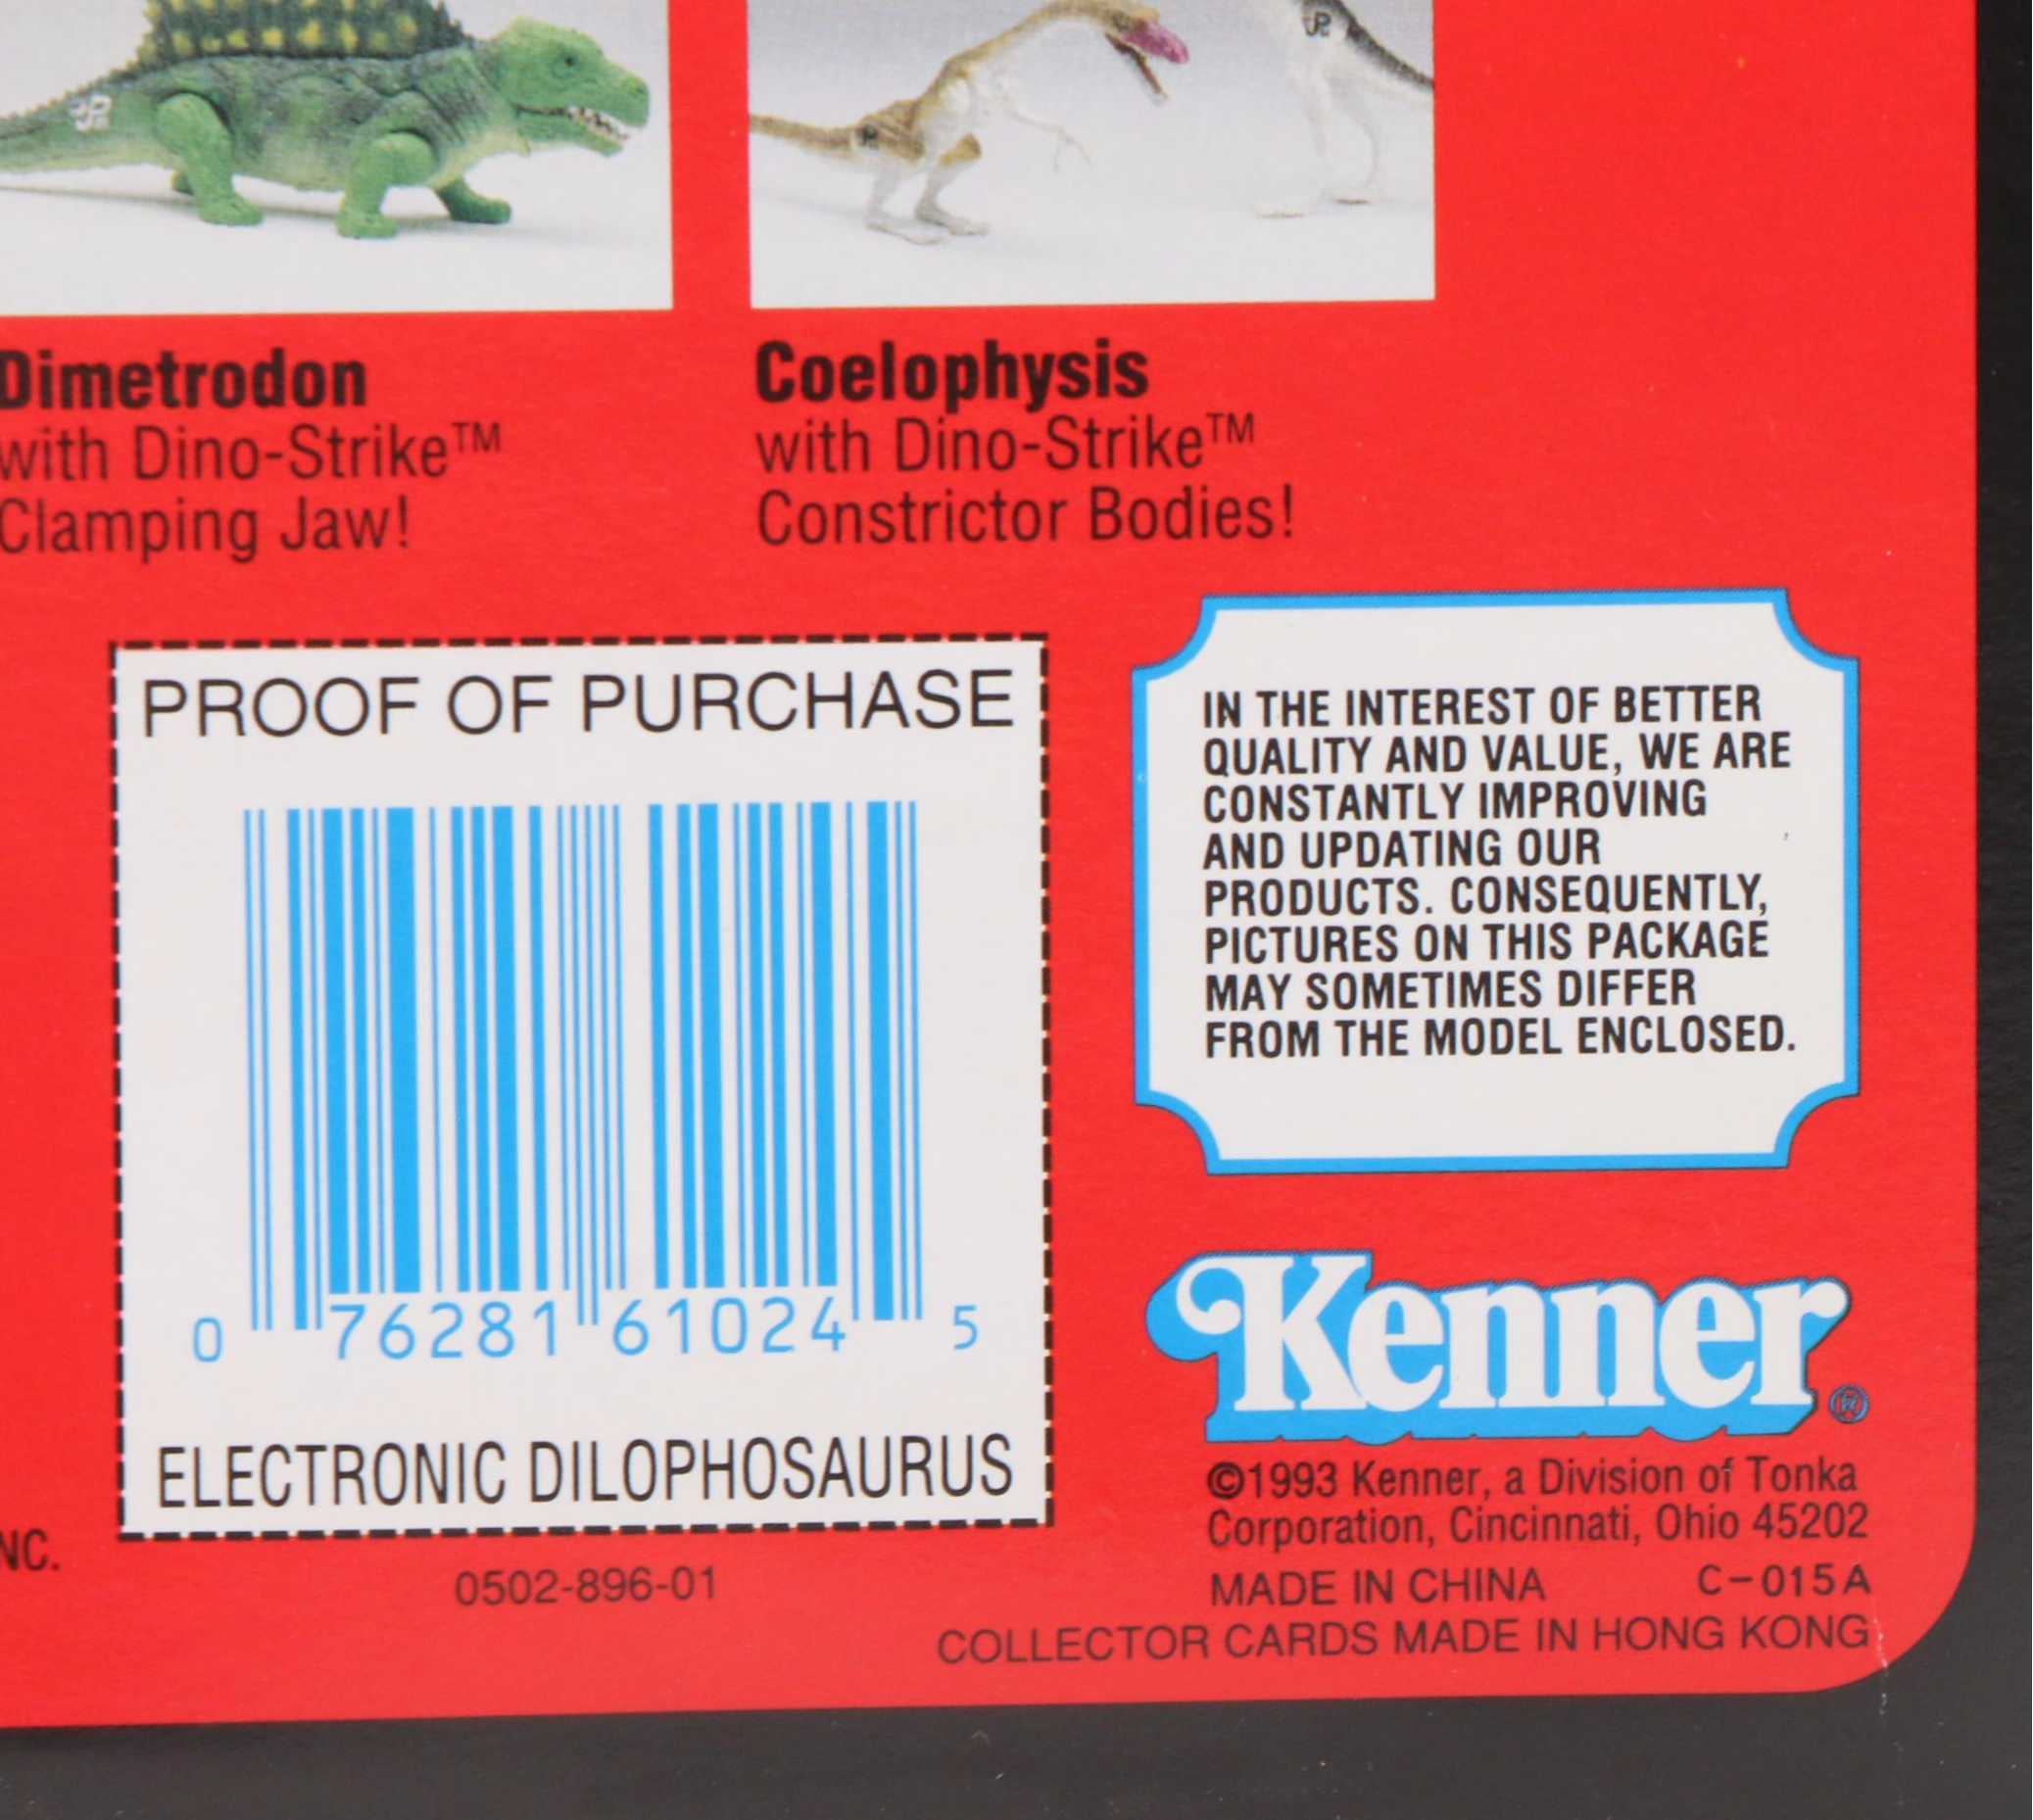 JP
JP
JP
Dimetrodon
with Dino-Strike™
Clamping Jaw!
Coelophysis
with Dino-Strike™
Constrictor Bodies!
PROOF OF PURCHASE
0 76281 61024 5
ELECTRONIC DILOPHOSAURUS
0502-896-01
NC.
IN THE INTEREST OF BETTER
QUALITY AND VALUE, WE ARE
CONSTANTLY IMPROVING
AND UPDATING OUR
PRODUCTS. CONSEQUENTLY,
PICTURES ON THIS PACKAGE
MAY SOMETIMES DIFFER
FROM THE MODEL ENCLOSED.
Kenner®
©1993 Kenner, a Division of Tonka
Corporation, Cincinnati, Ohio 45202
MADE IN CHINA C-015A
COLLECTOR CARDS MADE IN HONG KONG